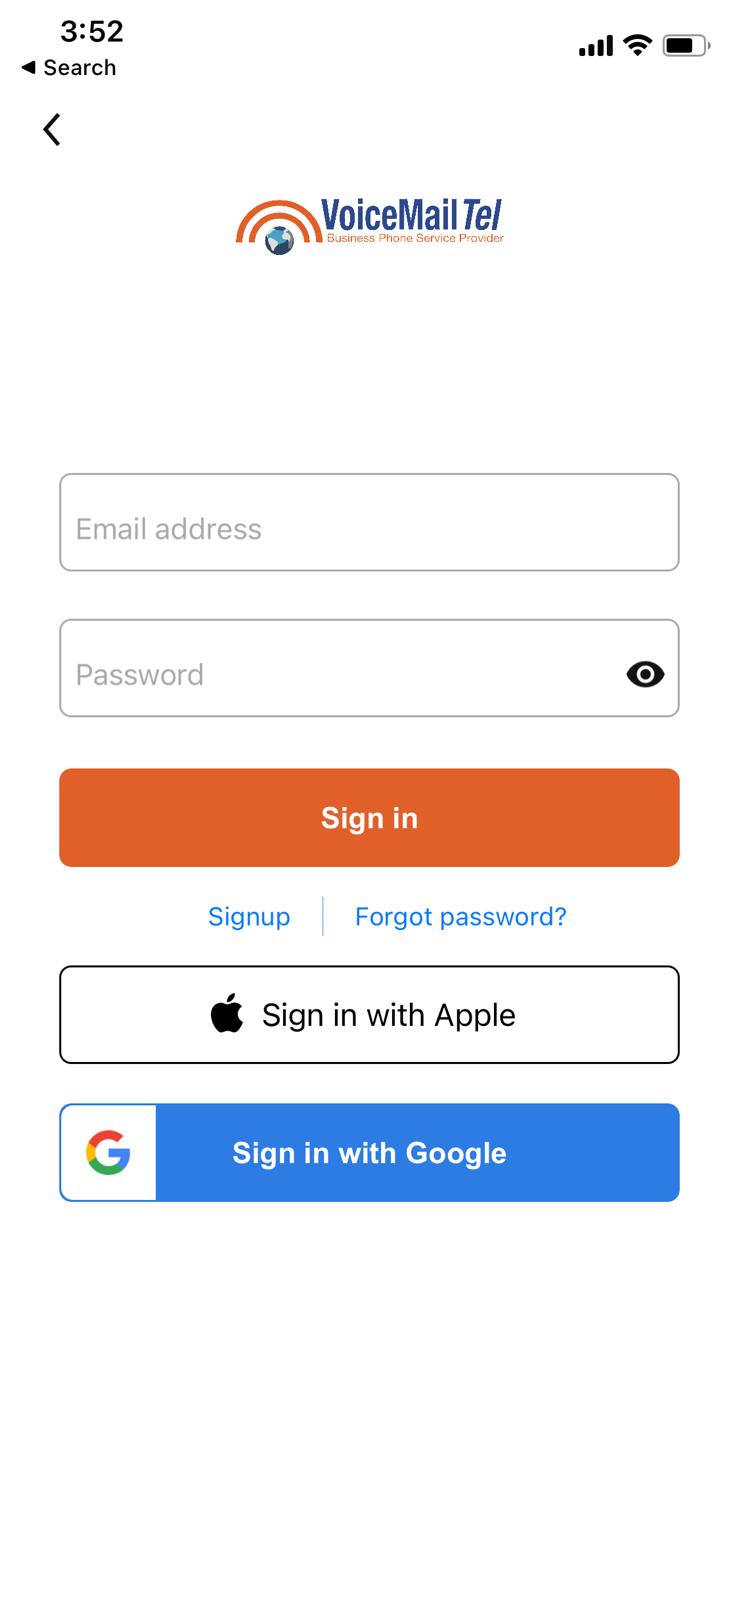 3:52
◀ Search
VoiceMail Tel
Business Phone Service Provider
Email address
Password
Sign in
Signup
Forgot password?
Sign in with Apple
Sign in with Google